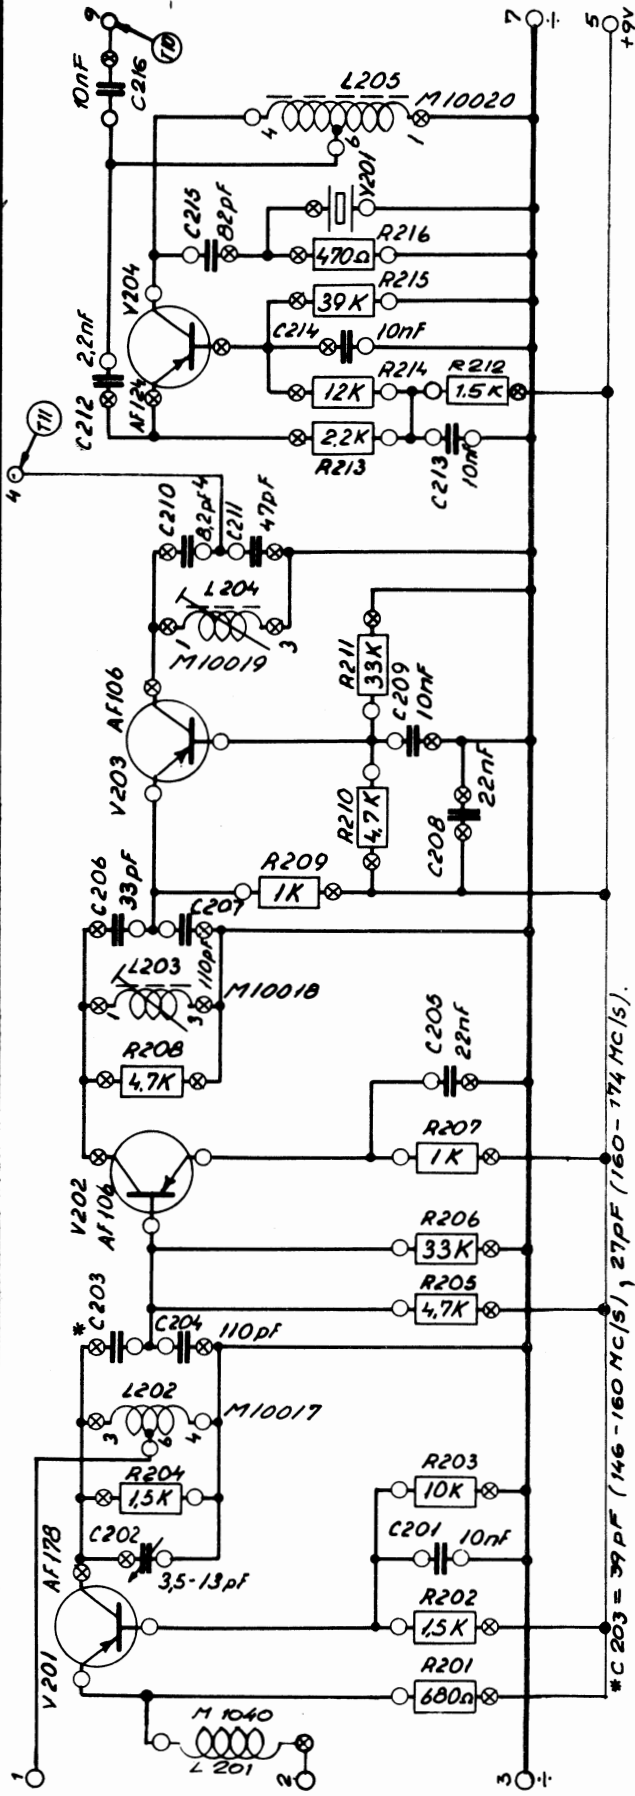 9
T10
10nF
C216
7
÷
5
+9V
L205
M10020
4
6
1
C215
82pF
Y201
R216
470Ω
R215
39K
V204
AF124
C214
10nF
R214
12K
R212
1.5K
2,2nF
C212
22K
R213
C213
10nF
T11
4
C210
8,2pF
4
C211
47pF
L204
1
3
M10019
AF106
V203
R211
33K
C209
10nF
R210
4,7K
C208
22nF
R209
1K
C206
33pF
C207
110pF
L203
1
3
M10018
R208
4,7K
C205
22nF
V202
AF106
R207
1K
R206
33K
R205
4,7K
* C203
C204
110pF
L202
3
6
4
M10017
R204
1,5K
C202
3,5-13pF
R203
10K
C201
10nF
AF178
V201
R202
1,5K
R201
680Ω
M 1040
L 201
1
2
3
÷
*C 203 = 39pF (146-160 MC/S), 27pF (160-174 MC/S).